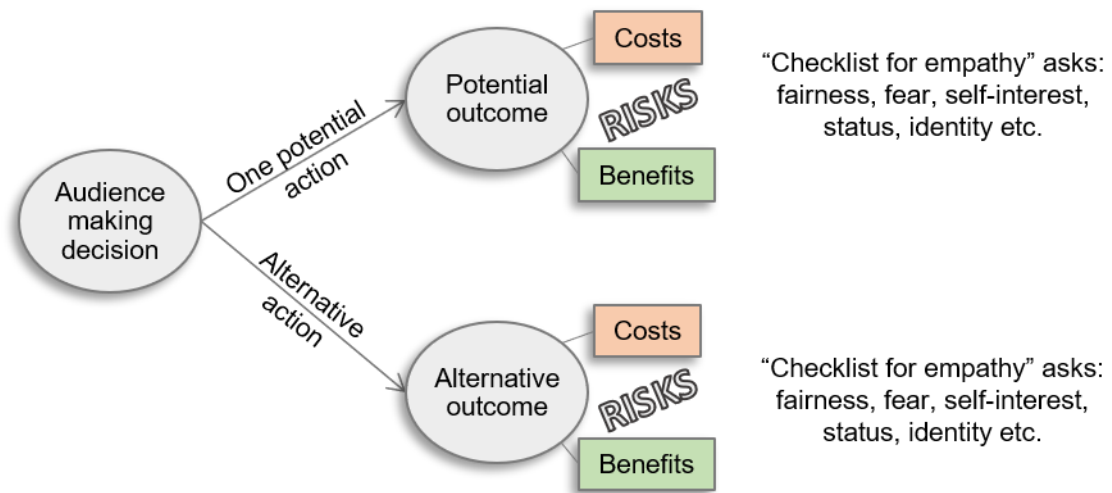 Audience
making
decision
One potential
action
Potential
outcome
Costs
RISKS
Benefits
“Checklist for empathy” asks:
fairness, fear, self-interest,
status, identity etc.
Alternative
action
Alternative
outcome
Costs
RISKS
Benefits
“Checklist for empathy” asks:
fairness, fear, self-interest,
status, identity etc.